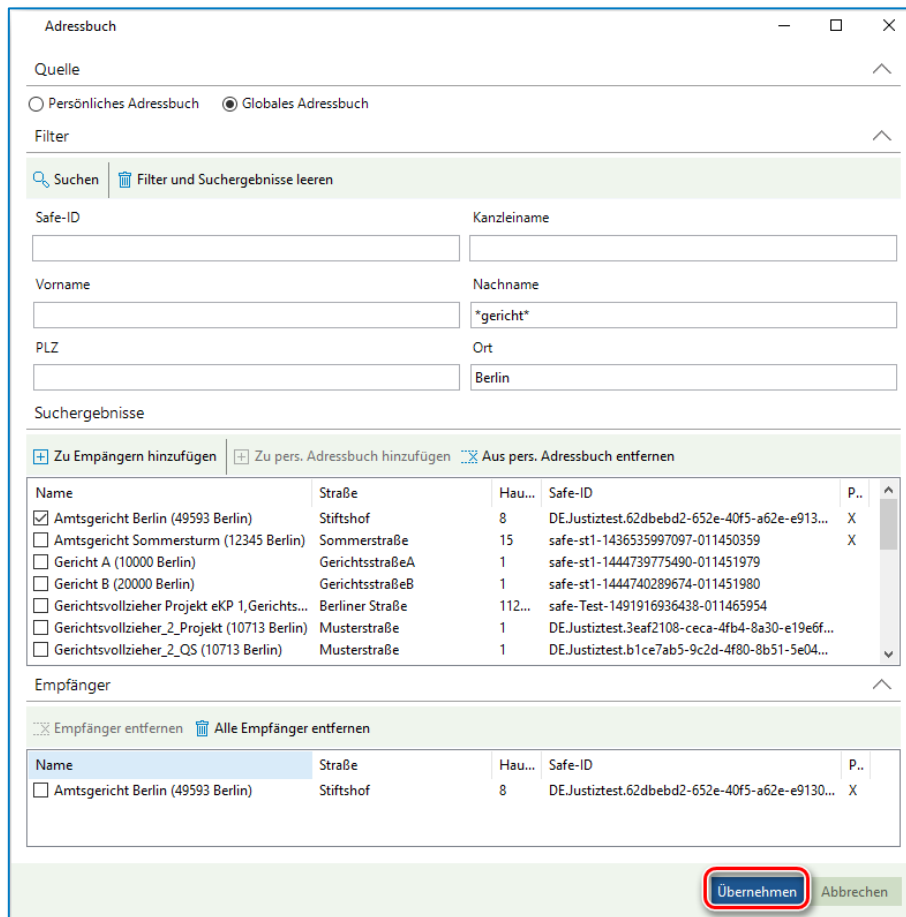 Adressbuch
Quelle
Persönliches Adressbuch Globales Adressbuch
Filter
Suchen Filter und Suchergebnisse leeren
Safe-ID Kanzleiname
Vorname Nachname
*gericht*
PLZ Ort
Berlin
Suchergebnisse
Zu Empängern hinzufügen Zu pers. Adressbuch hinzufügen Aus pers. Adressbuch entfernen
Name Straße Hau... Safe-ID P..
Amtsgericht Berlin (49593 Berlin) Stiftshof 8 DE.Justiztest.62dbebd2-652e-40f5-a62e-e913... X
Amtsgericht Sommersturm (12345 Berlin) Sommerstraße 15 safe-st1-1436535997097-011450359 X
Gericht A (10000 Berlin) GerichtsstraßeA 1 safe-st1-1444739775490-011451979
Gericht B (20000 Berlin) GerichtsstraßeB 1 safe-st1-1444740289674-011451980
Gerichtsvollzieher Projekt eKP 1,Gerichts... Berliner Straße 112... safe-Test-1491916936438-011465954
Gerichtsvollzieher_2_Projekt (10713 Berlin) Musterstraße 1 DE.Justiztest.3eaf2108-ceca-4fb4-8a30-e19e6f...
Gerichtsvollzieher_2_QS (10713 Berlin) Musterstraße 1 DE.Justiztest.b1ce7ab5-9c2d-4f80-8b51-5e04...
Empfänger
Empfänger entfernen Alle Empfänger entfernen
Name Straße Hau... Safe-ID P..
Amtsgericht Berlin (49593 Berlin) Stiftshof 8 DE.Justiztest.62dbebd2-652e-40f5-a62e-e9130... X
Übernehmen Abbrechen